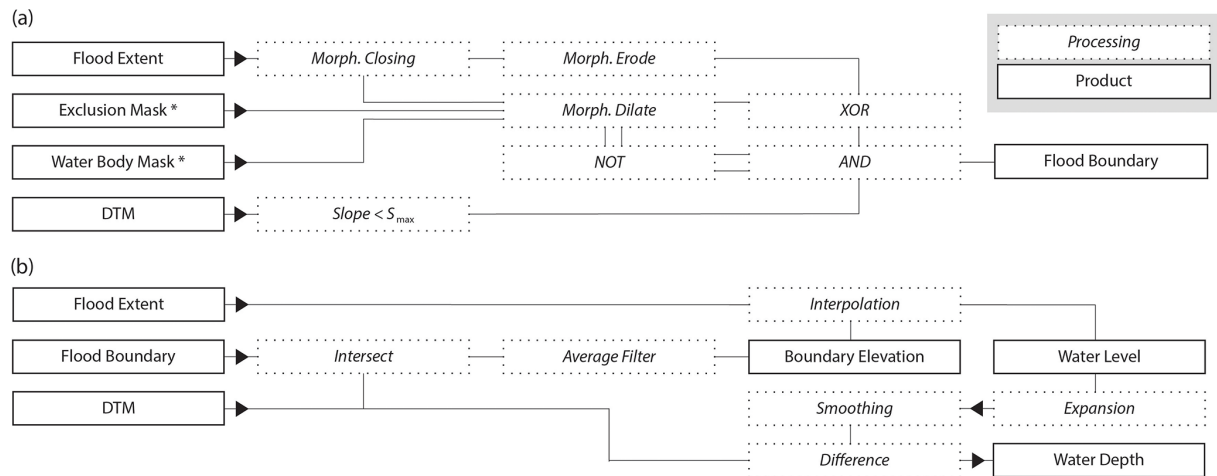 (a)
Flood Extent
Morph. Closing
Morph. Erode
Processing
Product
Exclusion Mask *
Morph. Dilate
XOR
Water Body Mask *
NOT
AND
Flood Boundary
DTM
Slope < Smax
(b)
Flood Extent
Interpolation
Flood Boundary
Intersect
Average Filter
Boundary Elevation
Water Level
DTM
Smoothing
Expansion
Difference
Water Depth